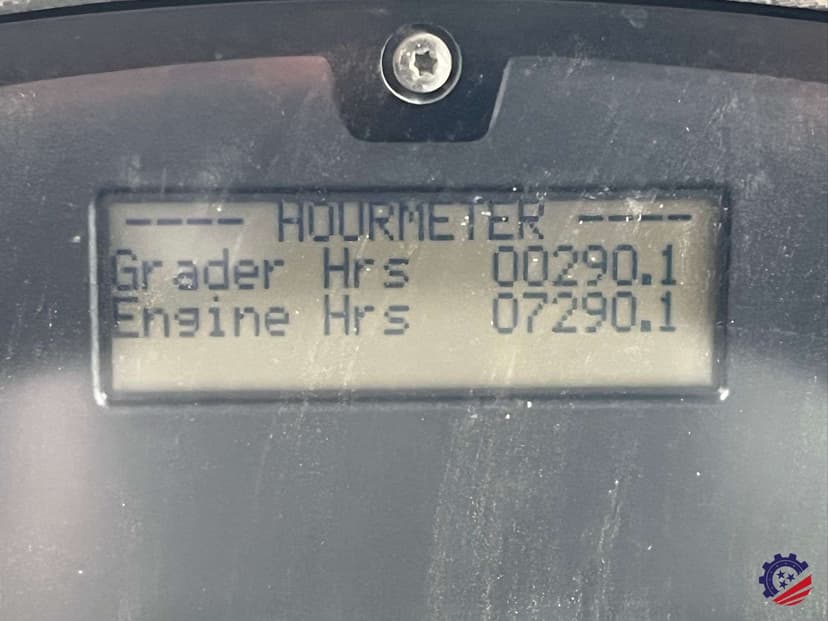 ---- HOURMETER ----
Grader Hrs 00290.1
Engine Hrs 07290.1